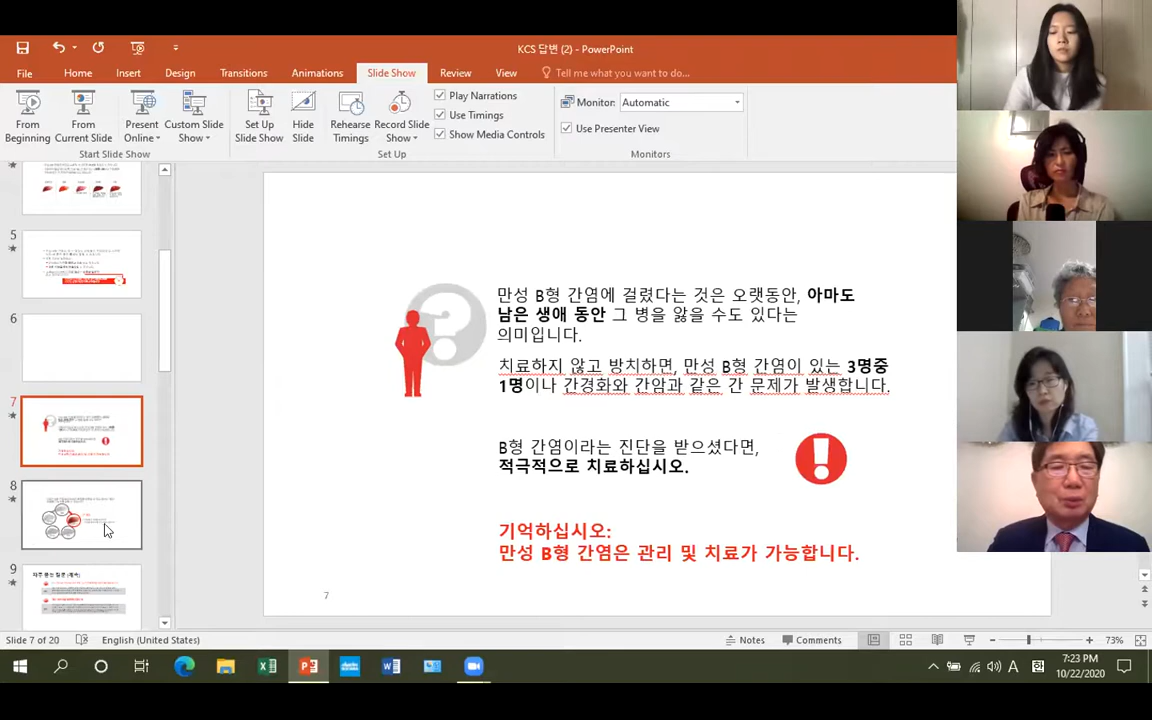 KCS 답변 (2) - PowerPoint
File Home Insert Design Transitions Animations Slide Show Review View Tell me what you want to do...
From Beginning
From Current Slide
Present Online
Custom Slide Show
Set Up Slide Show
Hide Slide
Rehearse Timings
Record Slide Show
Play Narrations
Use Timings
Show Media Controls
Monitor: Automatic
Use Presenter View
Start Slide Show
Set Up
Monitors
5
6
7
8
9
만성 B형 간염에 걸렸다는 것은 오랫동안, 아마도
남은 생애 동안 그 병을 앓을 수도 있다는
의미입니다.
치료하지 않고 방치하면, 만성 B형 간염이 있는 3명중
1명이나 간경화와 간암과 같은 간 문제가 발생합니다.
B형 간염이라는 진단을 받으셨다면,
적극적으로 치료하십시오.
기억하십시오:
만성 B형 간염은 관리 및 치료가 가능합니다.
7
Slide 7 of 20 English (United States) Notes Comments 73%
A 한 7:23 PM
10/22/2020